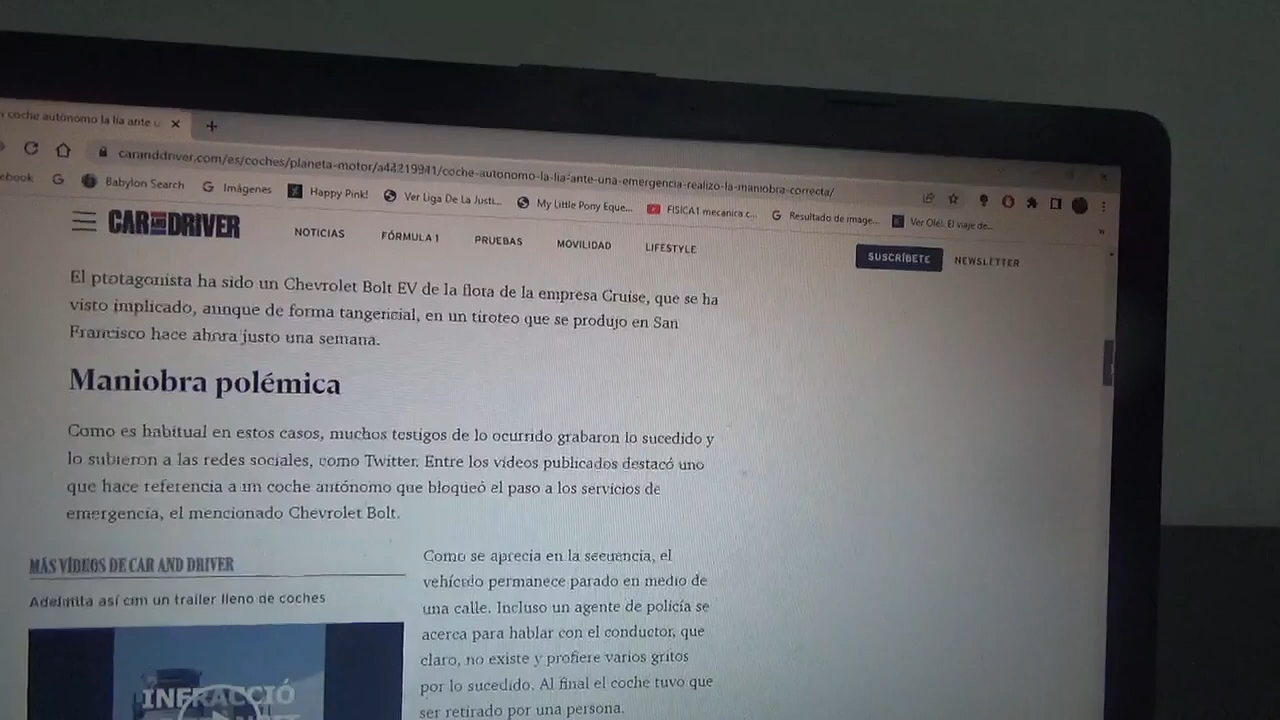 coche autónomo la lía ante u
caranddriver.com/es/coches/planeta-motor/a44219941/coche-autonomo-la-lia-ante-una-emergencia-realizo-la-maniobra-correcta/
ebook
Babylon Search
Imágenes
Happy Pink!
Ver Liga De La Justi...
My Little Pony Eque...
FISICA1 mecanica c...
Resultado de image...
Ver Olé!. El viaje de...
CAR AND DRIVER
NOTICIAS
FÓRMULA 1
PRUEBAS
MOVILIDAD
LIFESTYLE
SUSCRÍBETE
NEWSLETTER
El protagonista ha sido un Chevrolet Bolt EV de la flota de la empresa Cruise, que se ha
visto implicado, aunque de forma tangencial, en un tiroteo que se produjo en San
Francisco hace ahora justo una semana.
Maniobra polémica
Como es habitual en estos casos, muchos testigos de lo ocurrido grabaron lo sucedido y
lo subieron a las redes sociales, como Twitter. Entre los vídeos publicados destacó uno
que hace referencia a un coche autónomo que bloqueó el paso a los servicios de
emergencia, el mencionado Chevrolet Bolt.
MÁS VÍDEOS DE CAR AND DRIVER
Adelanta así con un trailer lleno de coches
INFRACCIÓ
Como se aprecia en la secuencia, el
vehículo permanece parado en medio de
una calle. Incluso un agente de policía se
acerca para hablar con el conductor, que
claro, no existe y profiere varios gritos
por lo sucedido. Al final el coche tuvo que
ser retirado por una persona.